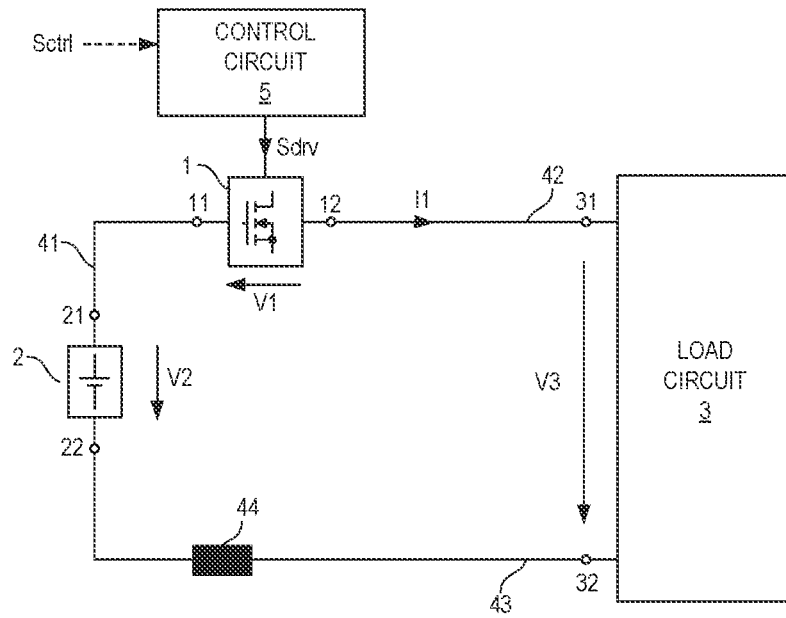 Sctrl
CONTROL
CIRCUIT
5
Sdrv
1
11
12
I1
42
31
41
V1
21
2
V2
V3
LOAD
CIRCUIT
3
22
44
43
32